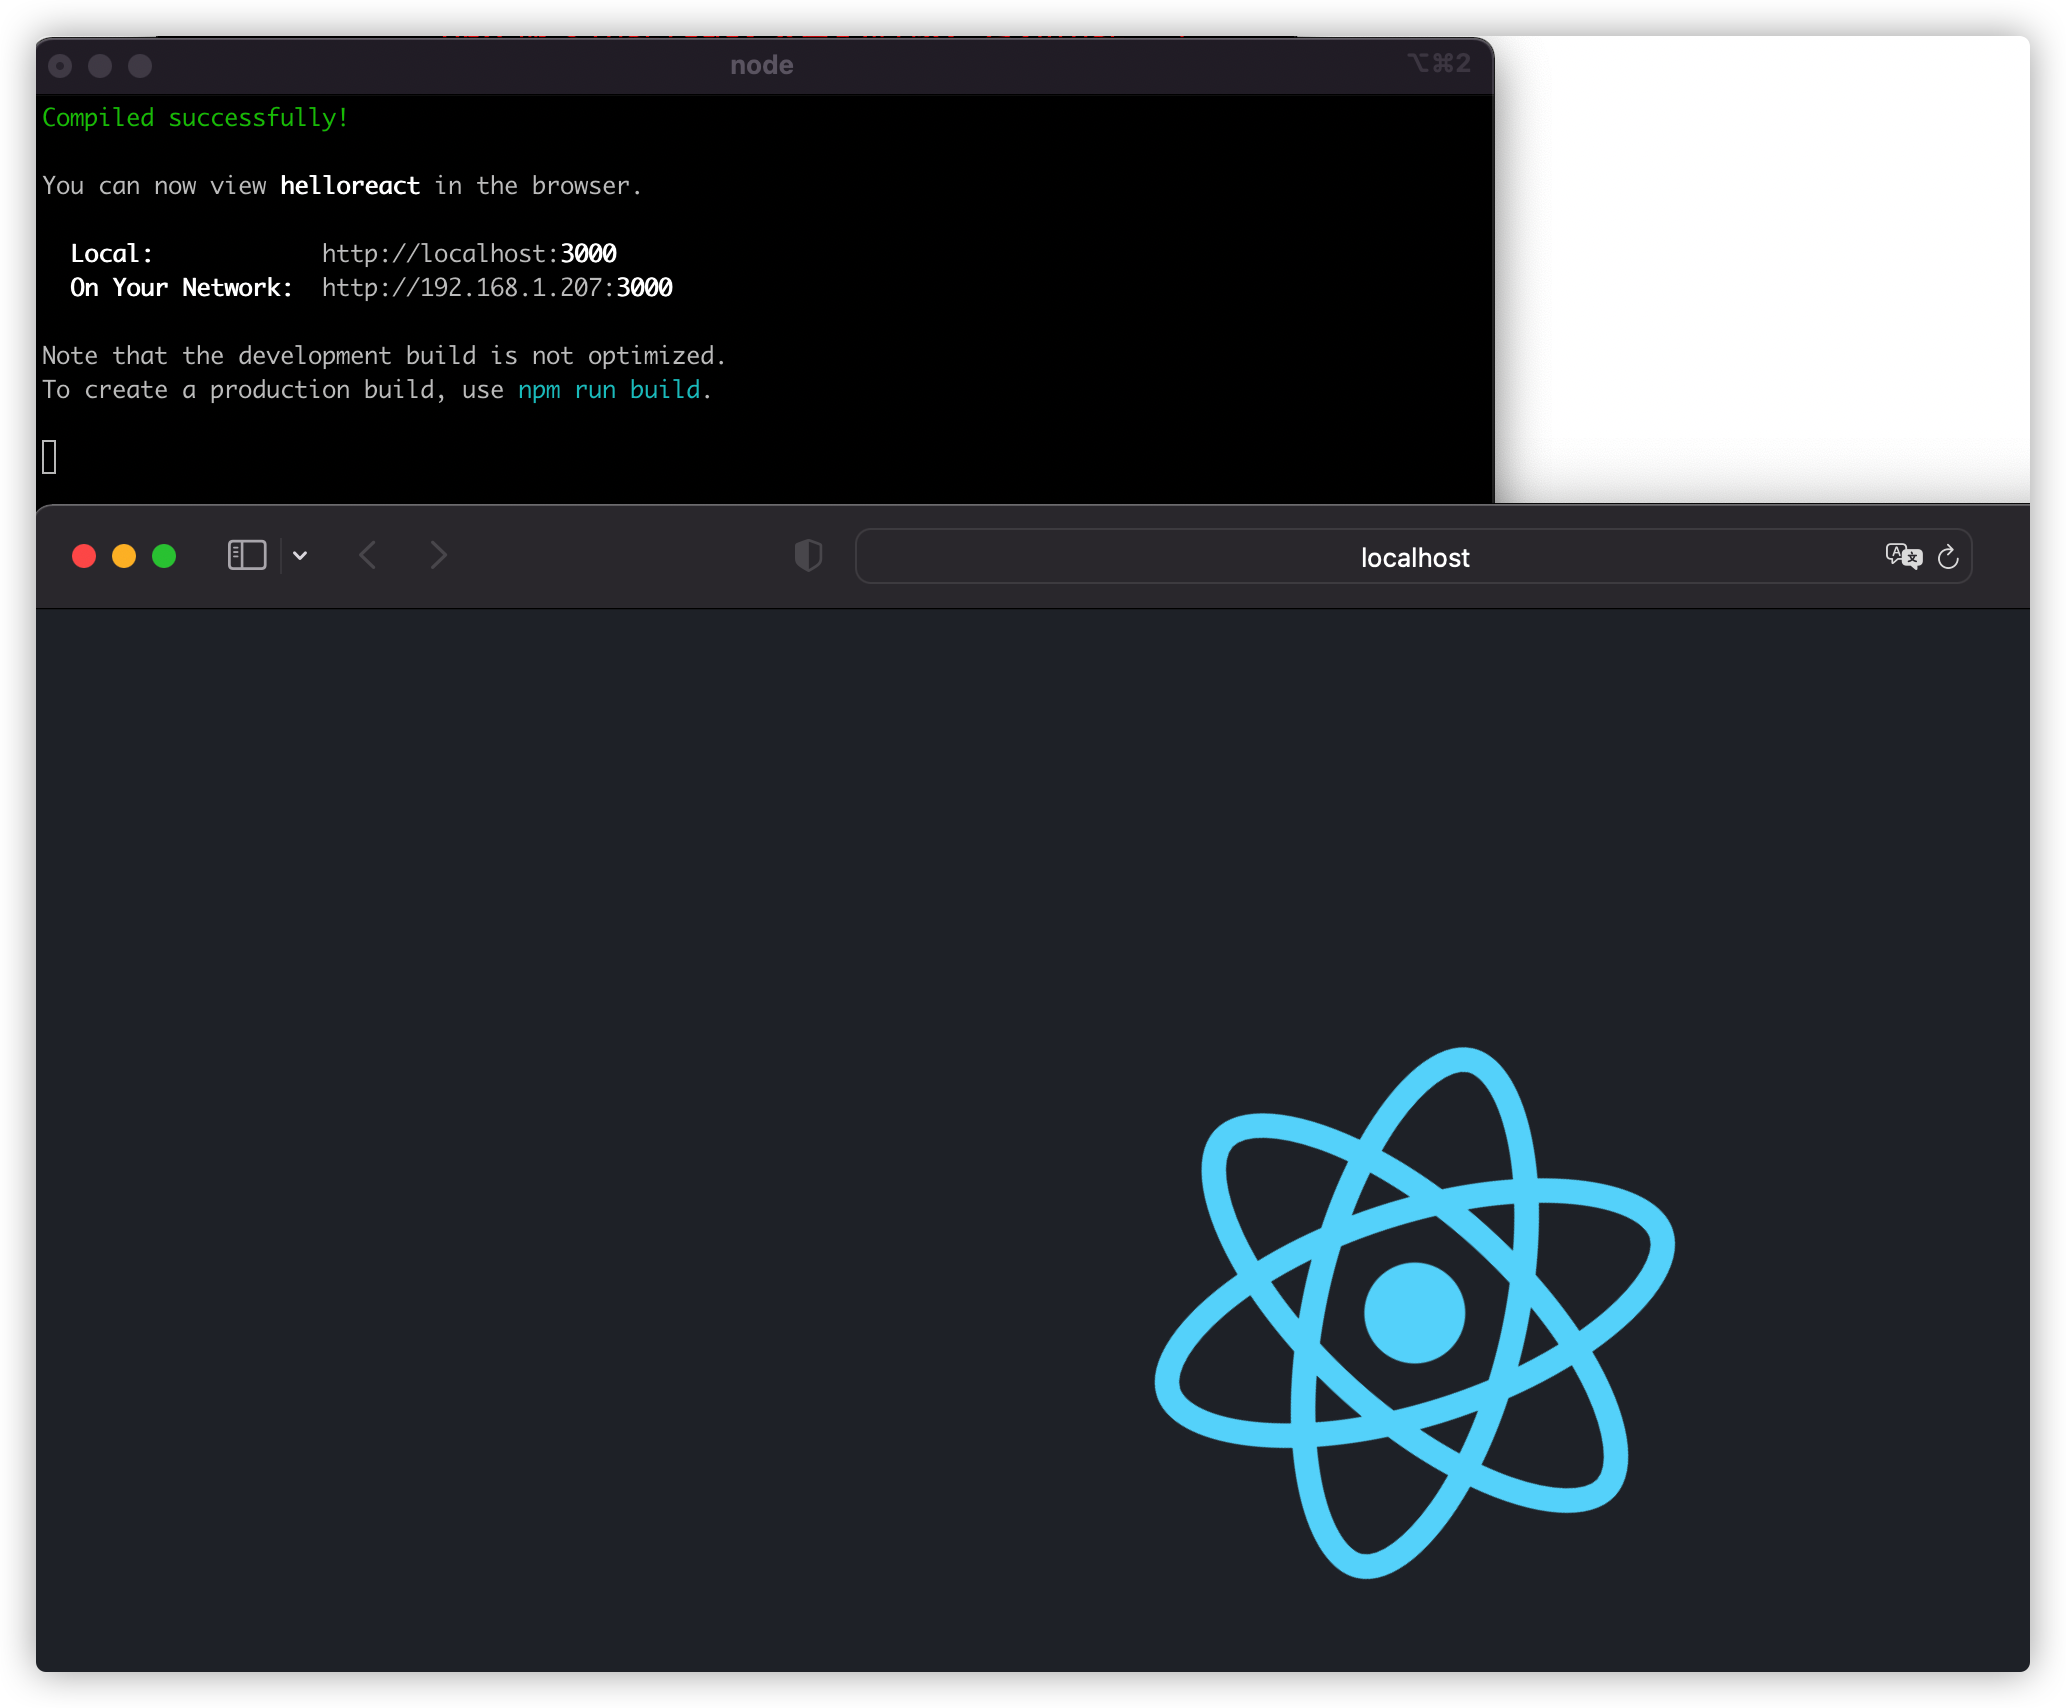 node
⌥⌘2
Compiled successfully!
You can now view helloreact in the browser.
Local: http://localhost:3000
On Your Network: http://192.168.1.207:3000
Note that the development build is not optimized.
To create a production build, use npm run build.
localhost